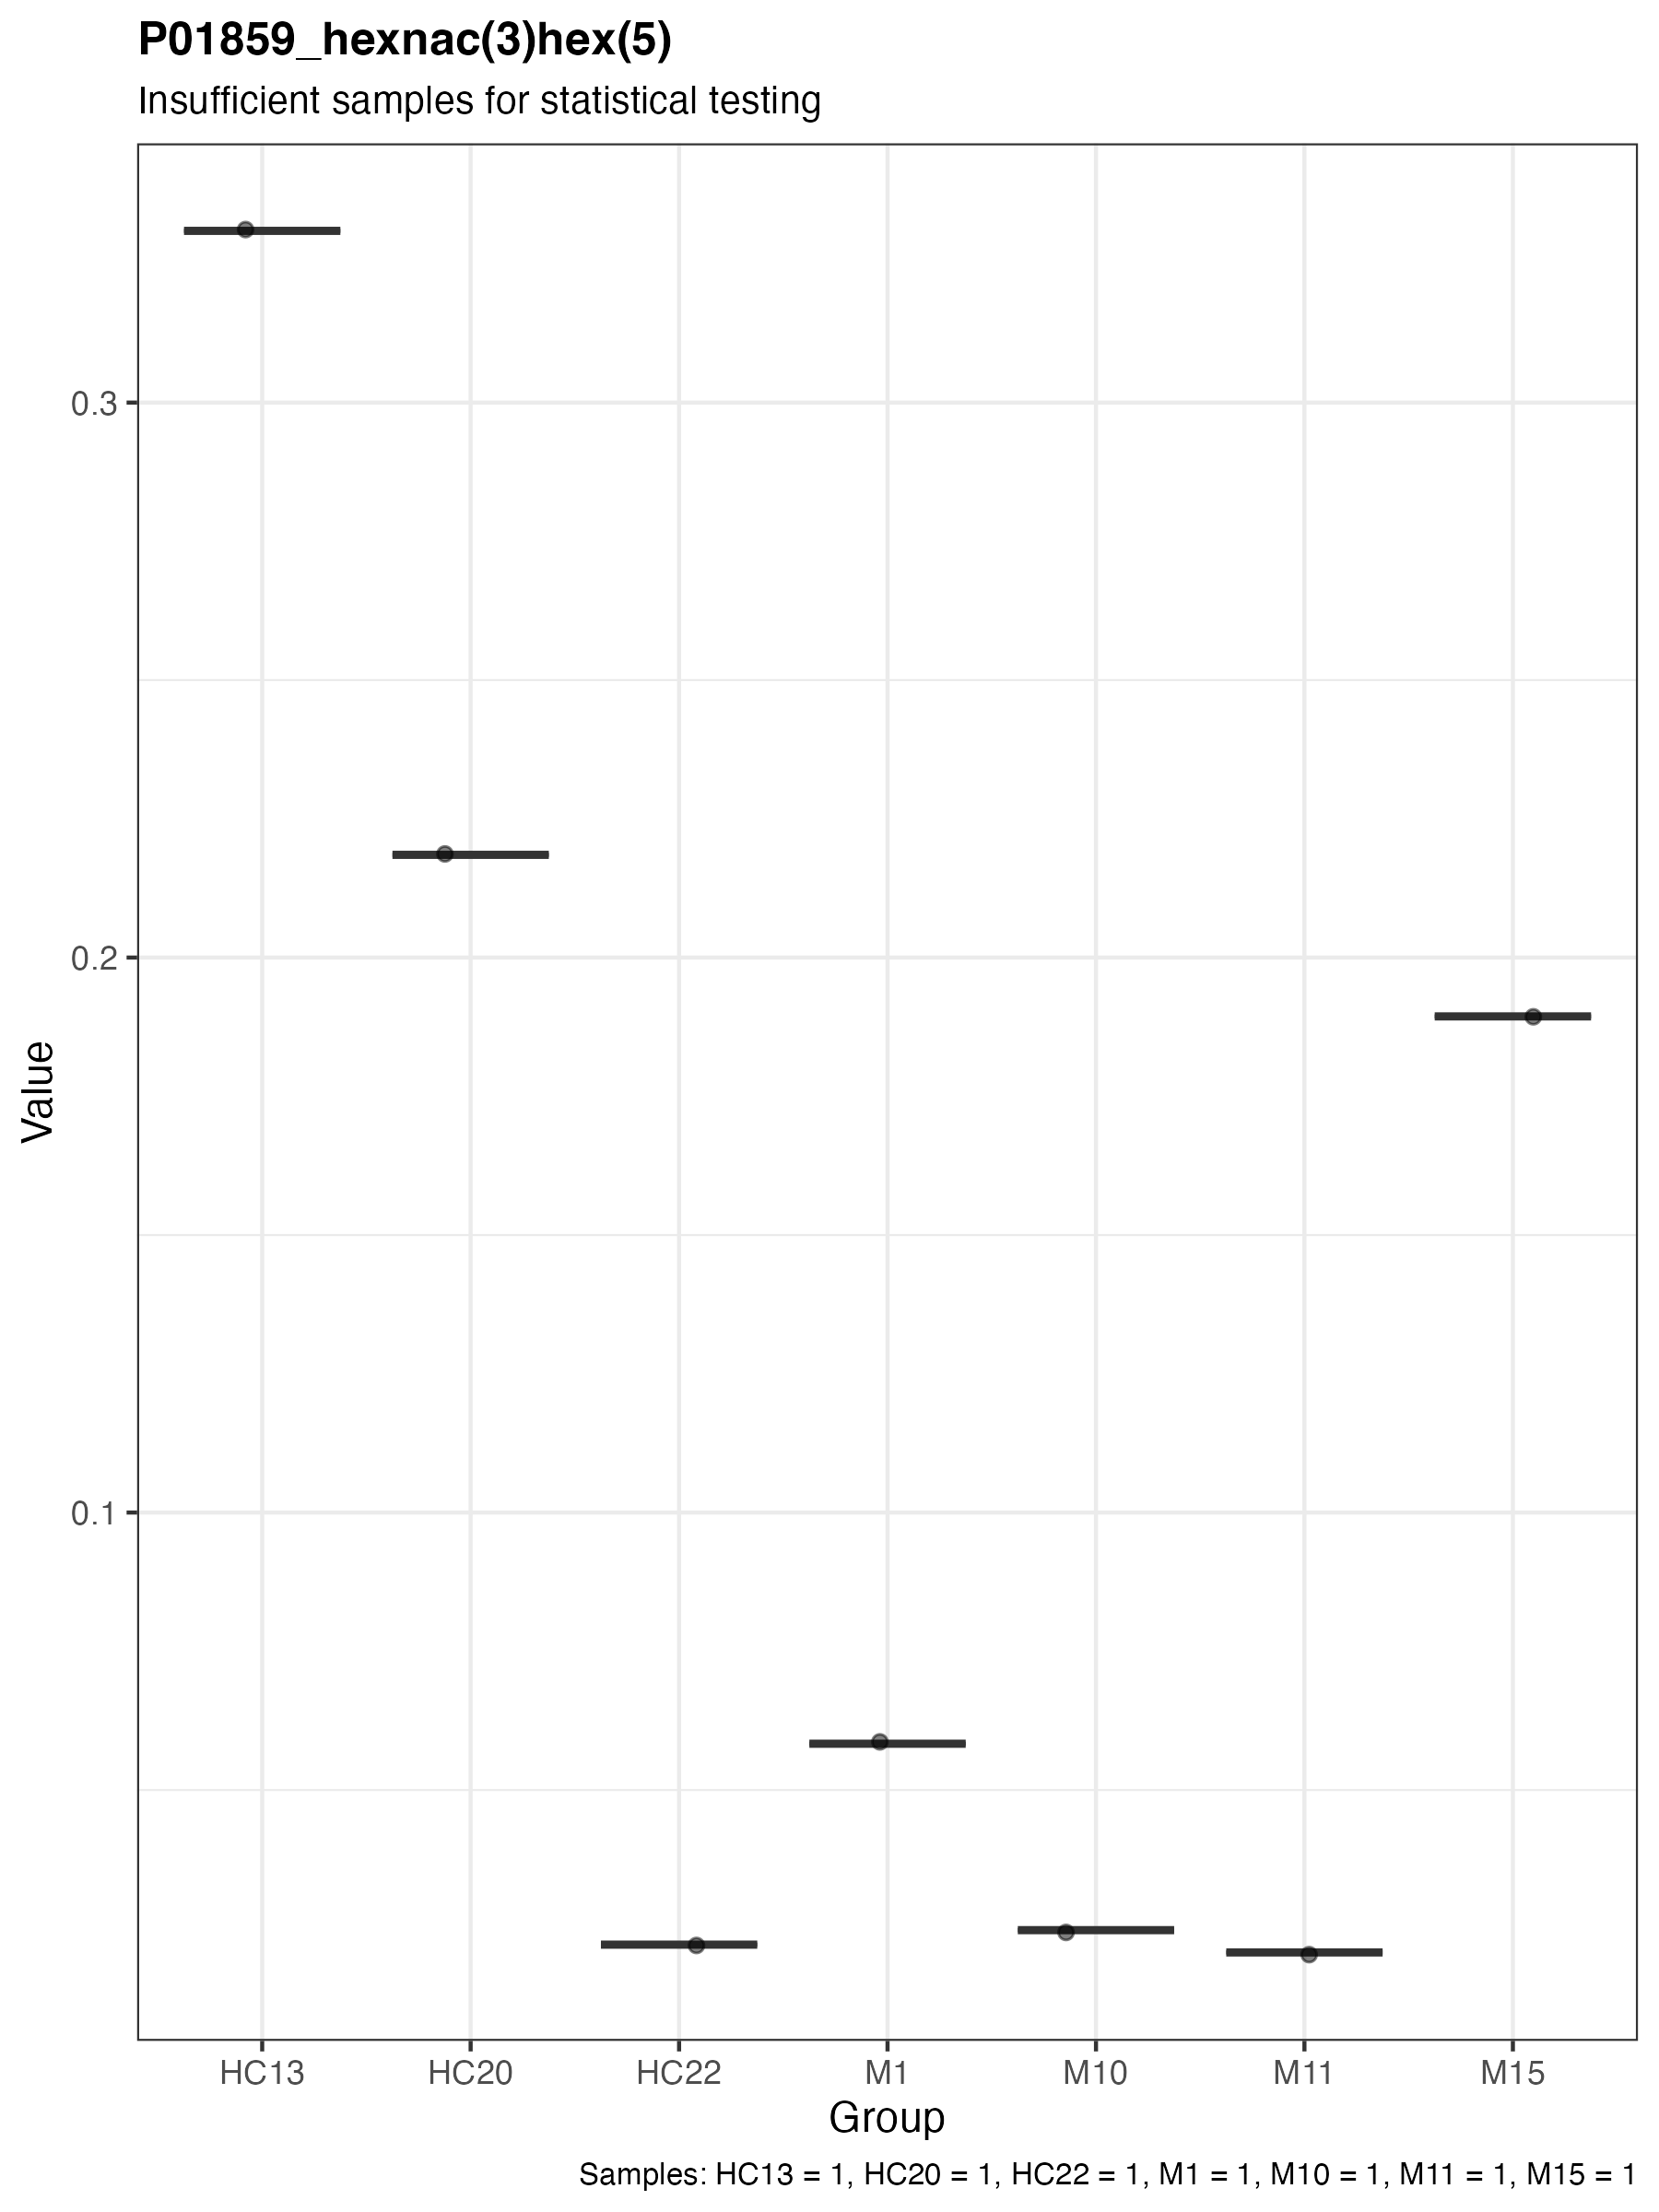 P01859_hexnac(3)hex(5)
Insufficient samples for statistical testing
0.3
0.2
0.1
Value
HC13 HC20 HC22 M1 M10 M11 M15
Group
Samples: HC13 = 1, HC20 = 1, HC22 = 1, M1 = 1, M10 = 1, M11 = 1, M15 = 1